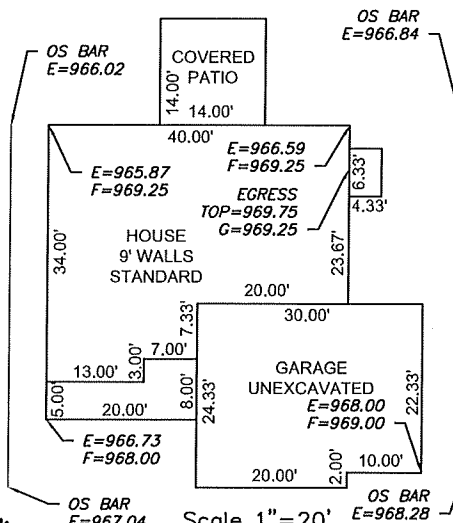 OS BAR
E=966.84
OS BAR
E=966.02
COVERED
PATIO
14.00'
14.00'
40.00'
E=965.87
F=969.25
E=966.59
F=969.25
6.33'
4.33'
EGRESS
TOP=969.75
G=969.25
34.00'
HOUSE
9' WALLS
STANDARD
23.67'
20.00'
30.00'
7.33'
7.00'
3.00'
13.00'
5.00'
20.00'
8.00'
24.33'
GARAGE
UNEXCAVATED
E=968.00
F=969.00
22.33'
E=966.73
F=968.00
20.00'
2.00'
10.00'
OS BAR
E=967.04
Scale 1"=20'
OS BAR
E=968.28